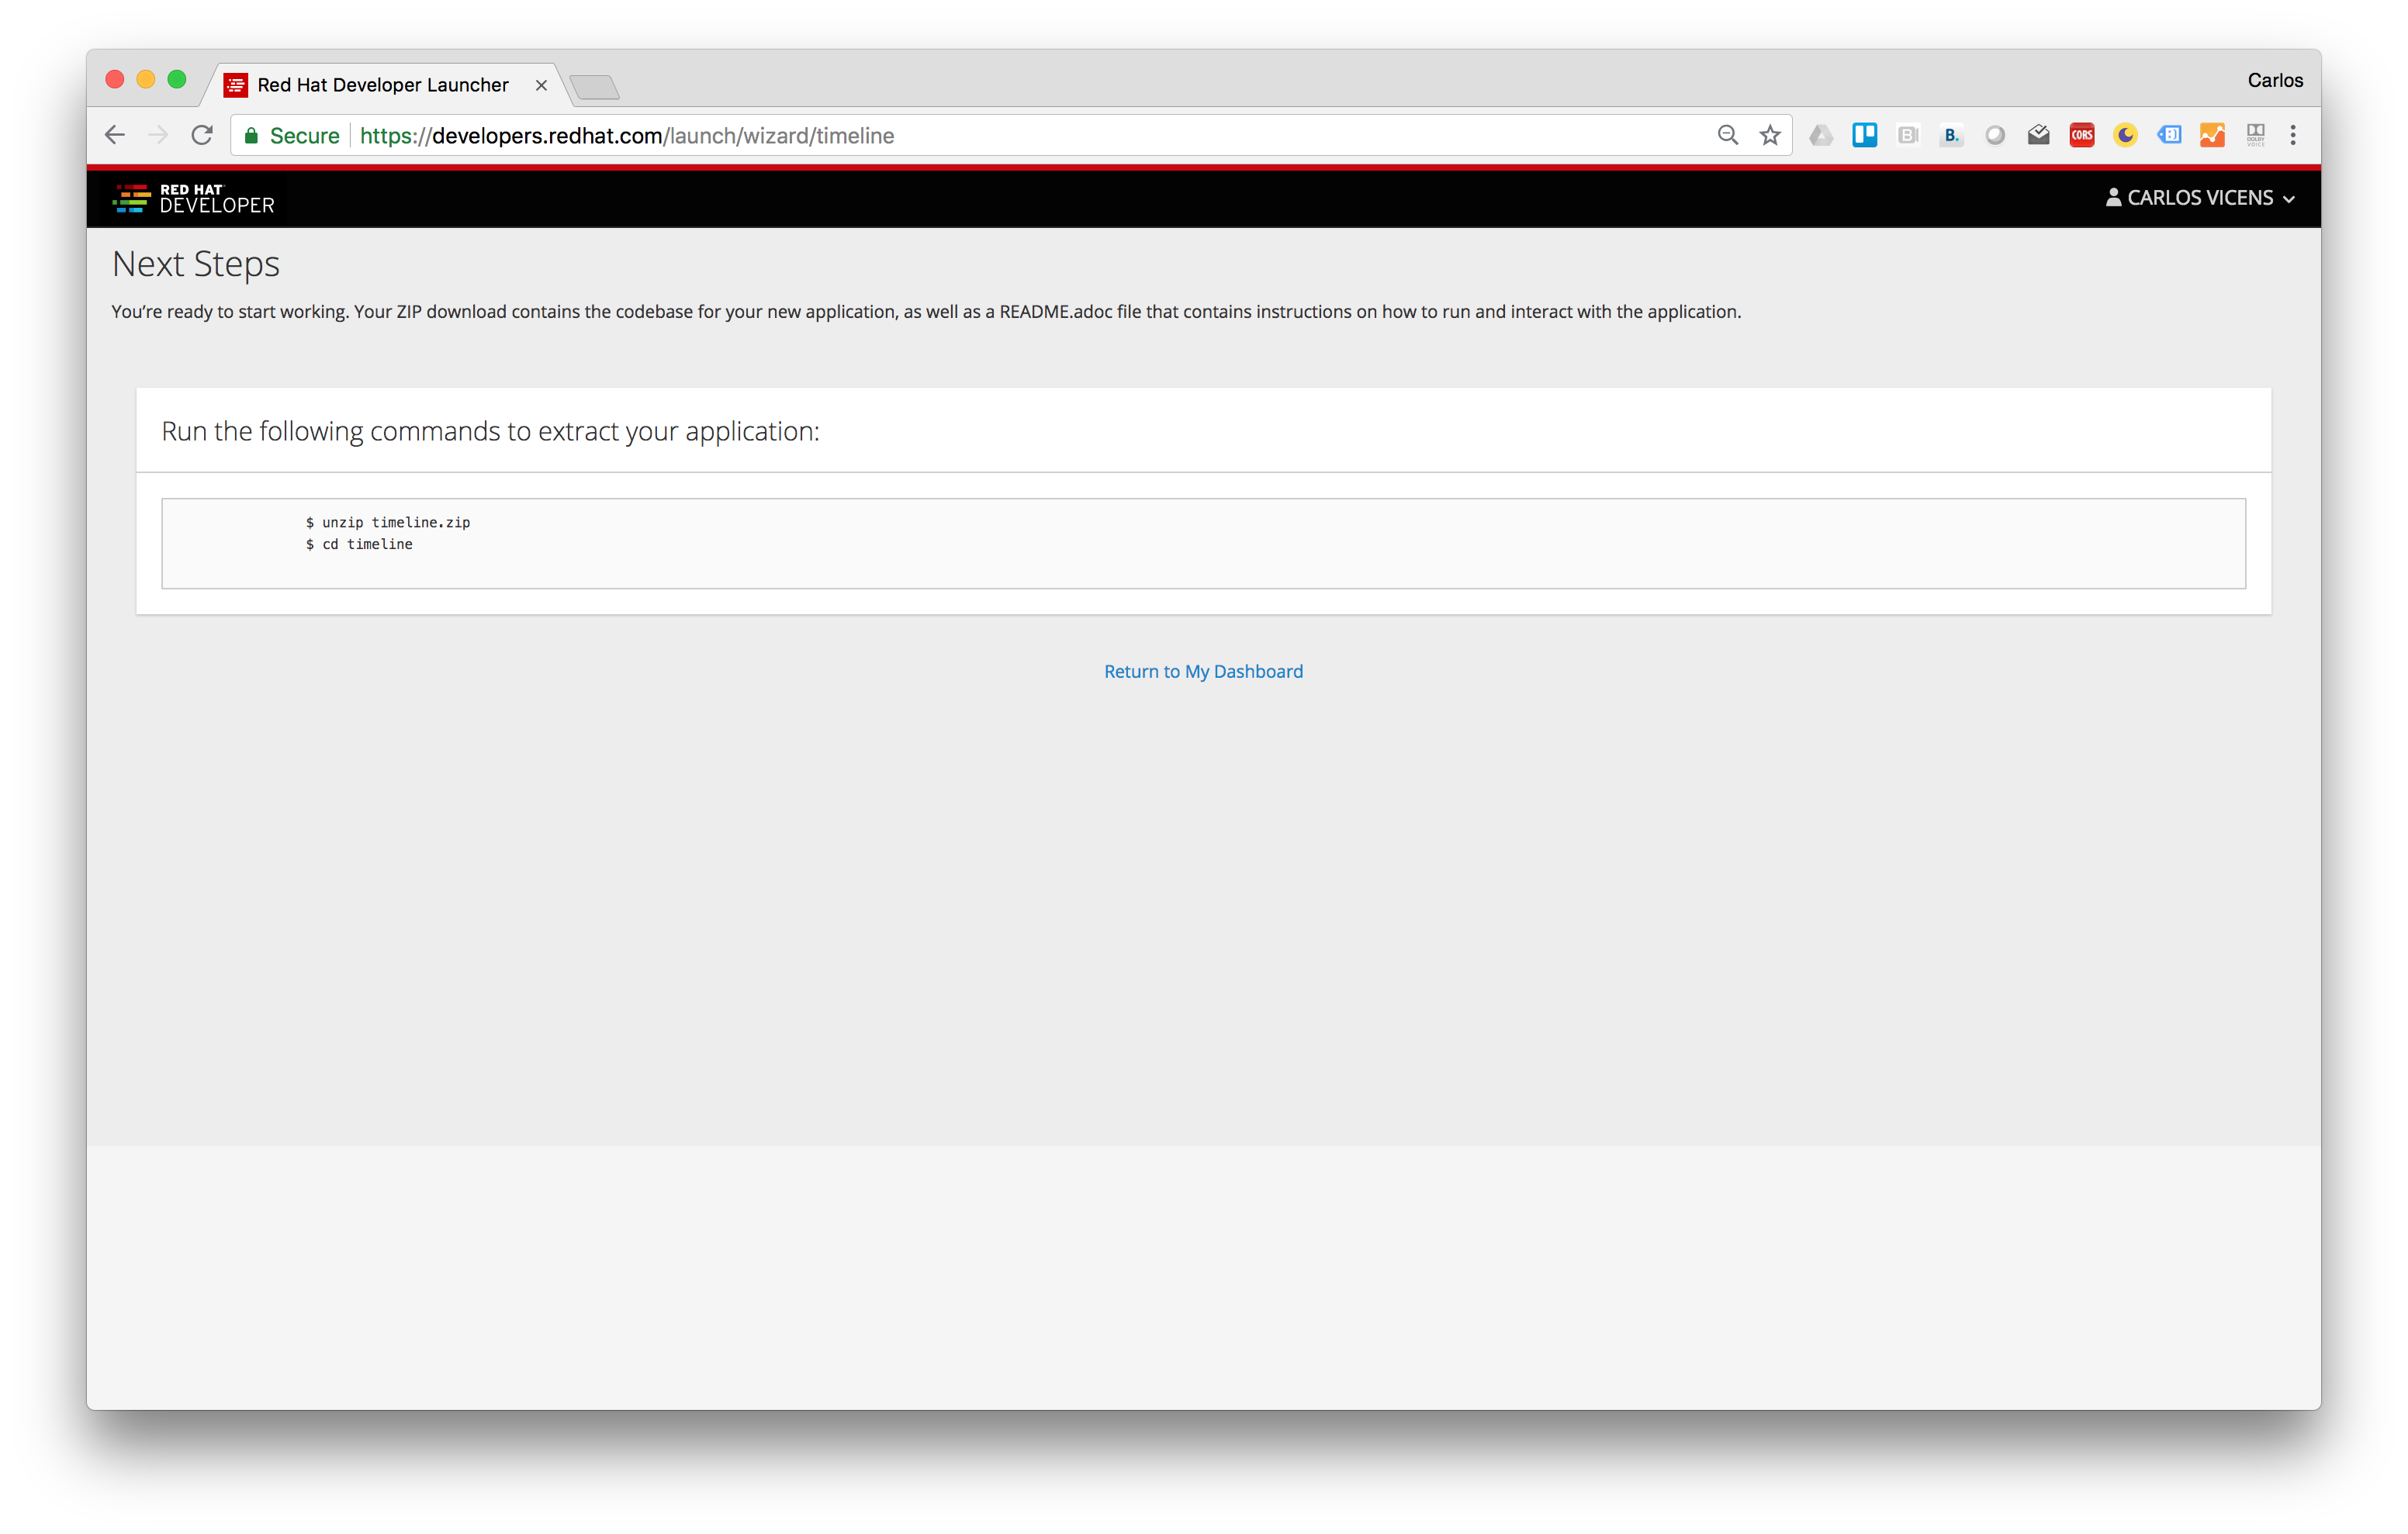 Red Hat Developer Launcher
Carlos
Secure https://developers.redhat.com/launch/wizard/timeline
B. CORS DOLBY VOICE
RED HAT
DEVELOPER
CARLOS VICENS
Next Steps
You’re ready to start working. Your ZIP download contains the codebase for your new application, as well as a README.adoc file that contains instructions on how to run and interact with the application.
Run the following commands to extract your application:
$ unzip timeline.zip
$ cd timeline
Return to My Dashboard